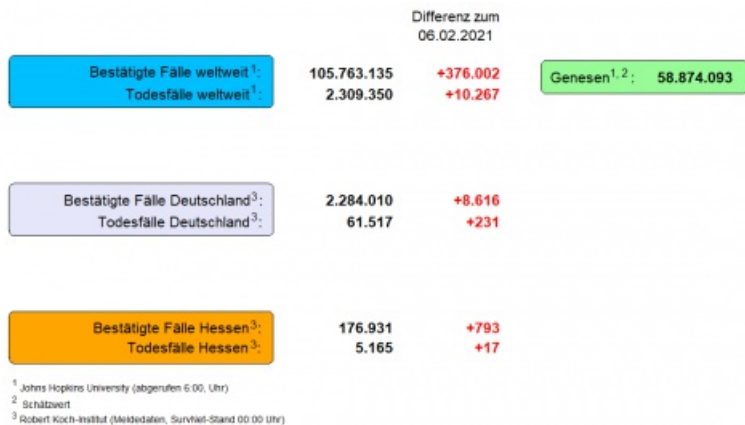 Differenz zum
06.02.2021
Bestätigte Fälle weltweit¹: 105.763.135 +376.002 Genesen¹,²: 58.874.093
Todesfälle weltweit¹: 2.309.350 +10.267
Bestätigte Fälle Deutschland³: 2.284.010 +8.616
Todesfälle Deutschland³: 61.517 +231
Bestätigte Fälle Hessen³: 176.931 +793
Todesfälle Hessen³: 5.165 +17
¹ Johns Hopkins University (abgerufen 6:00, Uhr)
² Schätzwert
³ Robert Koch-Institut (Meldedaten, SurvNet-Stand 00:00 Uhr)